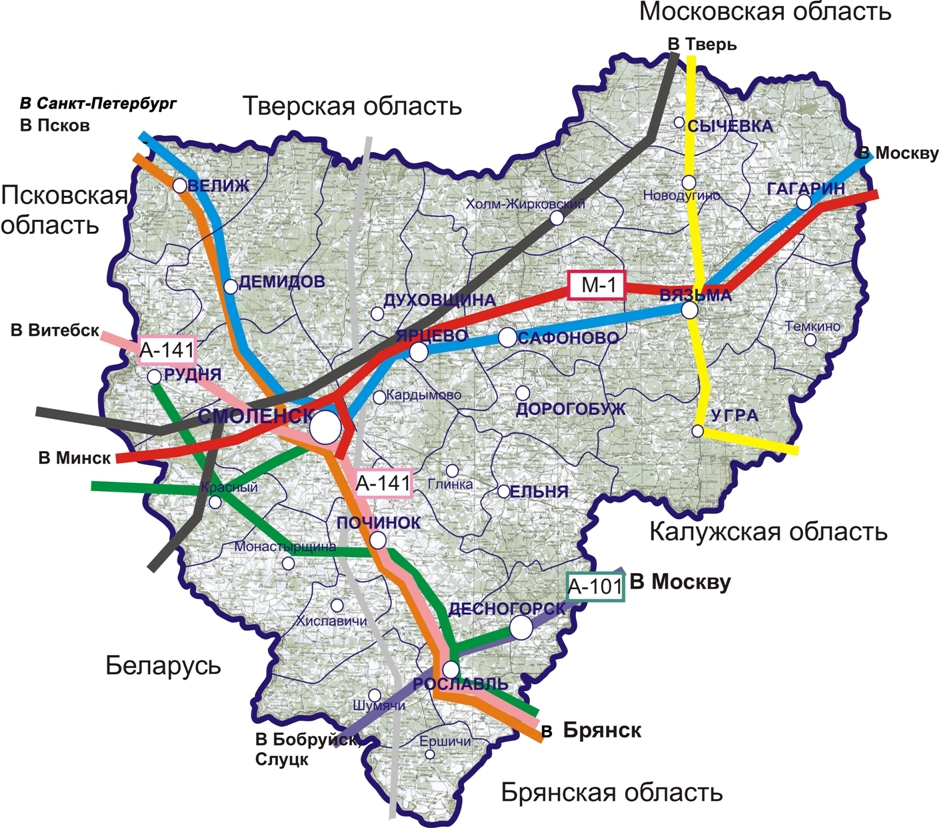 Московская область
В Тверь
В Санкт-Петербург
В Псков
Тверская область
СЫЧЕВКА
В Москву
Псковская
область
ВЕЛИЖ
Новодугино
ГАГАРИН
Холм-Жирковский
ДЕМИДОВ
ДУХОВЩИНА
М-1
ВЯЗЬМА
В Витебск
А-141
ЯРЦЕВО
САФОНОВО
Темкино
РУДНЯ
Кардымово
СМОЛЕНСК
ДОРОГОБУЖ
УГРА
В Минск
А-141
Глинка
ЕЛЬНЯ
Красный
ПОЧИНОК
Калужская область
Монастырщина
А-101
В Москву
Хиславичи
ДЕСНОГОРСК
Беларусь
РОСЛАВЛЬ
Шумячи
В Бобруйск,
Слуцк
Ершичи
в Брянск
Брянская область